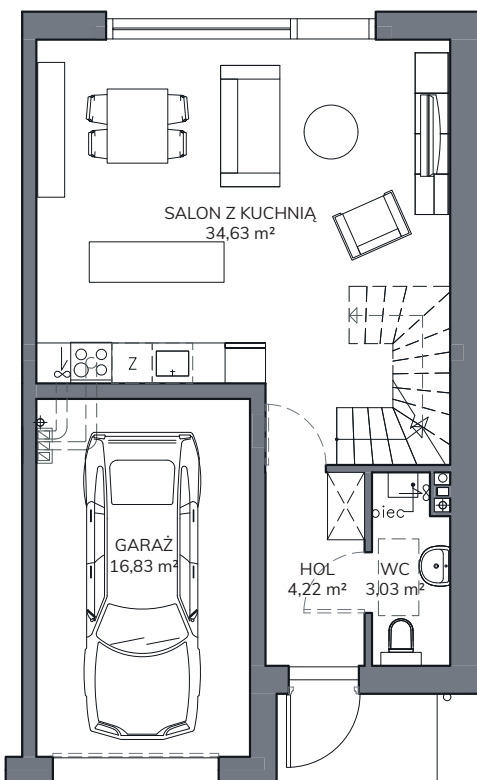 SALON Z KUCHNIĄ
34,63 m²
Z
piec
GARAŻ
16,83 m²
HOL
4,22 m²
WC
3,03 m²